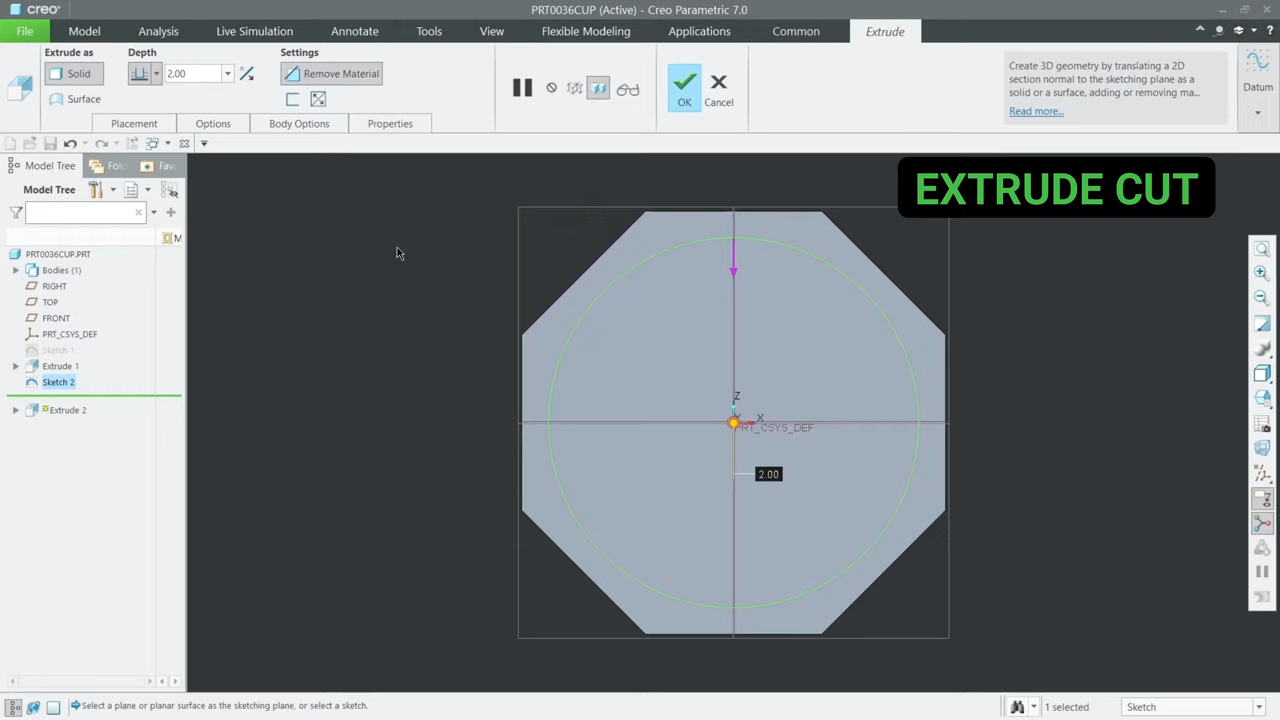 creo
PRT0036CUP (Active) - Creo Parametric 7.0
File Model Analysis Live Simulation Annotate Tools View Flexible Modeling Applications Common Extrude
Extrude as Depth Settings
Solid 2.00 Remove Material
Surface
OK Cancel
Create 3D geometry by translating a 2D
section normal to the sketching plane as a
solid or a surface, adding or removing ma...
Read more...
Datum
Placement Options Body Options Properties
Model Tree Fol Fav
Model Tree
M
PRT0036CUP.PRT
Bodies (1)
RIGHT
TOP
FRONT
PRT_CSYS_DEF
Sketch 1
Extrude 1
Sketch 2
Extrude 2
EXTRUDE CUT
Z
Y X
PRT_CSYS_DEF
2.00
Select a plane or planar surface as the sketching plane, or select a sketch.
1 selected Sketch